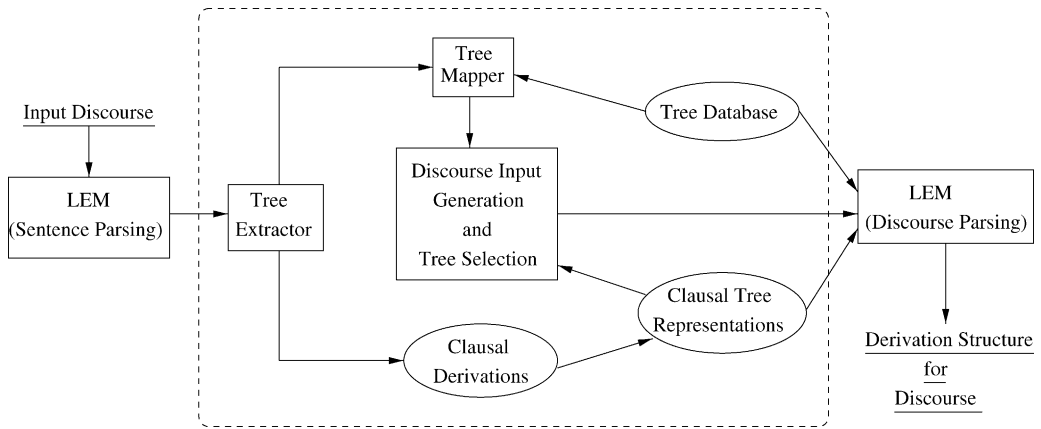 Input Discourse
LEM
(Sentence Parsing)
Tree
Extractor
Tree
Mapper
Discourse Input
Generation
and
Tree Selection
Clausal
Derivations
Tree Database
Clausal Tree
Representations
LEM
(Discourse Parsing)
Derivation Structure
for
Discourse